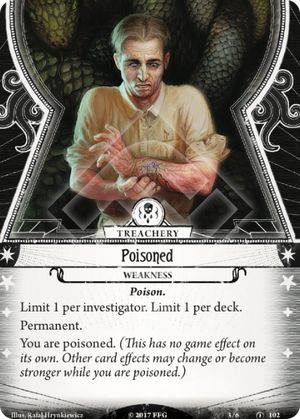 TREACHERY
Poisoned
WEAKNESS
Poison.
Limit 1 per investigator. Limit 1 per deck.
Permanent.
You are poisoned. (This has no game effect on
its own. Other card effects may change or become
stronger while you are poisoned.)
Illus. Rafał Hrynkiewicz © 2017 FFG 3/6 102